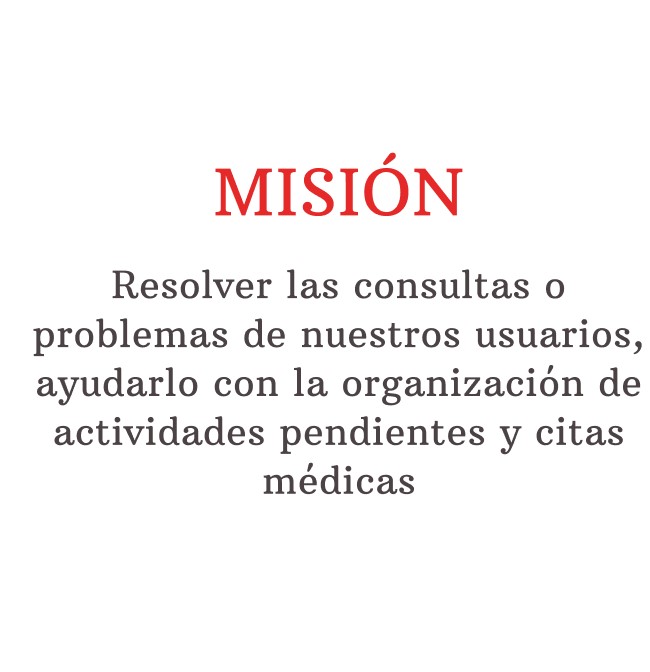 MISIÓN
Resolver las consultas o
problemas de nuestros usuarios,
ayudarlo con la organización de
actividades pendientes y citas
médicas